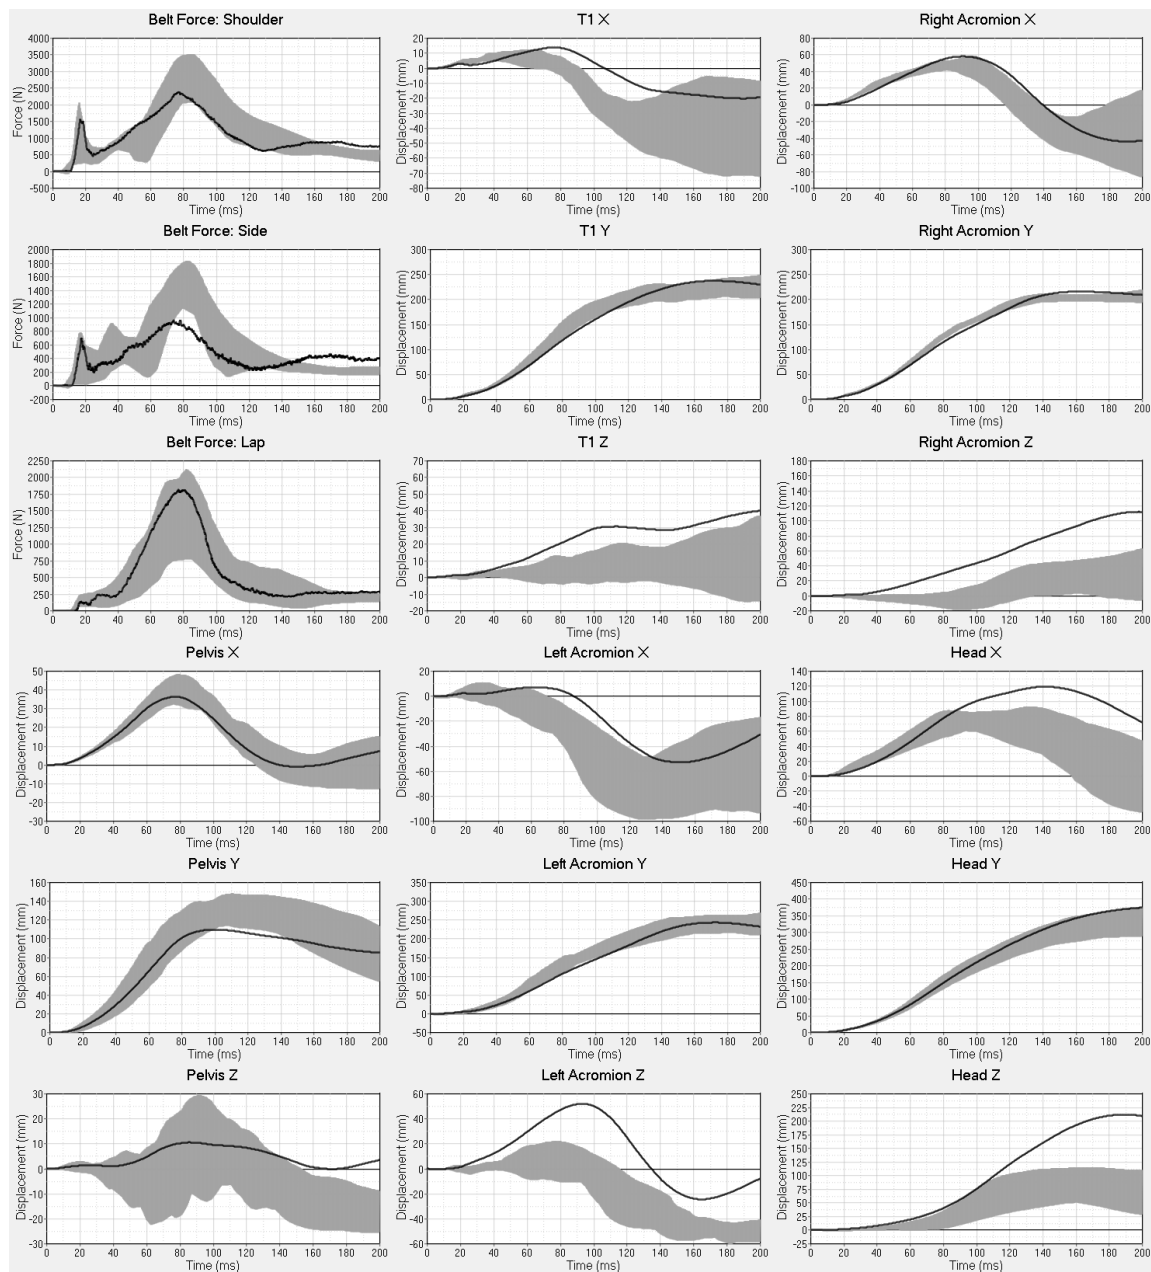 Belt Force: Shoulder
Force (N)
4000
3500
3000
2500
2000
1500
1000
500
0
-500
0 20 40 60 80 100 120 140 160 180 200
Time (ms)
T1 X
Displacement (mm)
20
10
0
-10
-20
-30
-40
-50
-60
-70
-80
0 20 40 60 80 100 120 140 160 180 200
Time (ms)
Right Acromion X
Displacement (mm)
80
60
40
20
0
-20
-40
-60
-80
-100
0 20 40 60 80 100 120 140 160 180 200
Time (ms)
Belt Force: Side
Force (N)
2000
1800
1600
1400
1200
1000
800
600
400
200
0
-200
0 20 40 60 80 100 120 140 160 180 200
Time (ms)
T1 Y
Displacement (mm)
300
250
200
150
100
50
0
0 20 40 60 80 100 120 140 160 180 200
Time (ms)
Right Acromion Y
Displacement (mm)
300
250
200
150
100
50
0
0 20 40 60 80 100 120 140 160 180 200
Time (ms)
Belt Force: Lap
Force (N)
2250
2000
1750
1500
1250
1000
750
500
250
0
0 20 40 60 80 100 120 140 160 180 200
Time (ms)
T1 Z
Displacement (mm)
70
60
50
40
30
20
10
0
-10
-20
0 20 40 60 80 100 120 140 160 180 200
Time (ms)
Right Acromion Z
Displacement (mm)
180
160
140
120
100
80
60
40
20
0
-20
0 20 40 60 80 100 120 140 160 180 200
Time (ms)
Pelvis X
Displacement (mm)
50
40
30
20
10
0
-10
-20
-30
0 20 40 60 80 100 120 140 160 180 200
Time (ms)
Left Acromion X
Displacement (mm)
20
0
-20
-40
-60
-80
-100
0 20 40 60 80 100 120 140 160 180 200
Time (ms)
Head X
Displacement (mm)
140
120
100
80
60
40
20
0
-20
-40
-60
0 20 40 60 80 100 120 140 160 180 200
Time (ms)
Pelvis Y
Displacement (mm)
160
140
120
100
80
60
40
20
0
0 20 40 60 80 100 120 140 160 180 200
Time (ms)
Left Acromion Y
Displacement (mm)
300
250
200
150
100
50
0
-50
0 20 40 60 80 100 120 140 160 180 200
Time (ms)
Head Y
Displacement (mm)
450
400
350
300
250
200
150
100
50
0
0 20 40 60 80 100 120 140 160 180 200
Time (ms)
Pelvis Z
Displacement (mm)
30
20
10
0
-10
-20
-30
0 20 40 60 80 100 120 140 160 180 200
Time (ms)
Left Acromion Z
Displacement (mm)
60
40
20
0
-20
-40
-60
0 20 40 60 80 100 120 140 160 180 200
Time (ms)
Head Z
Displacement (mm)
250
225
200
175
150
125
100
75
50
25
0
-25
0 20 40 60 80 100 120 140 160 180 200
Time (ms)